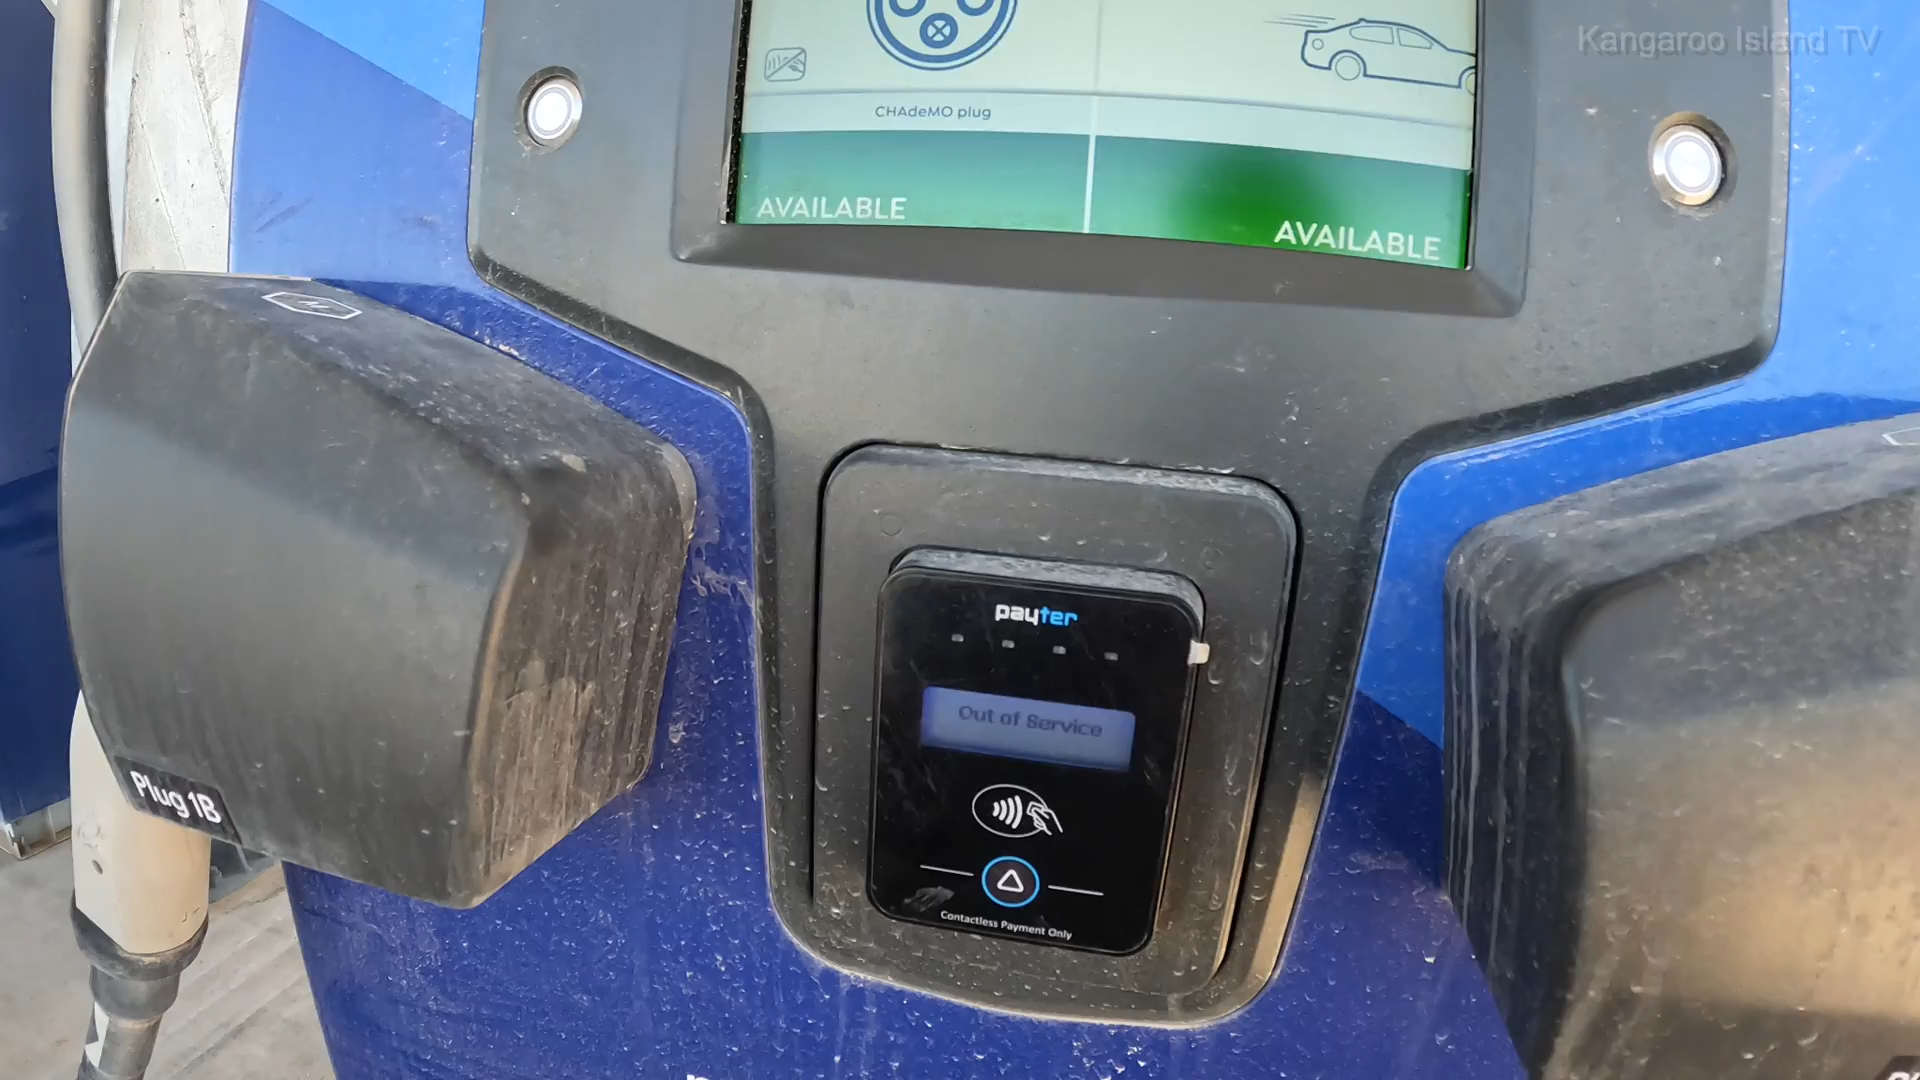 Kangaroo Island TV
CHAdeMO plug
AVAILABLE
AVAILABLE
payter
Out of Service
Plug 1B
Contactless Payment Only